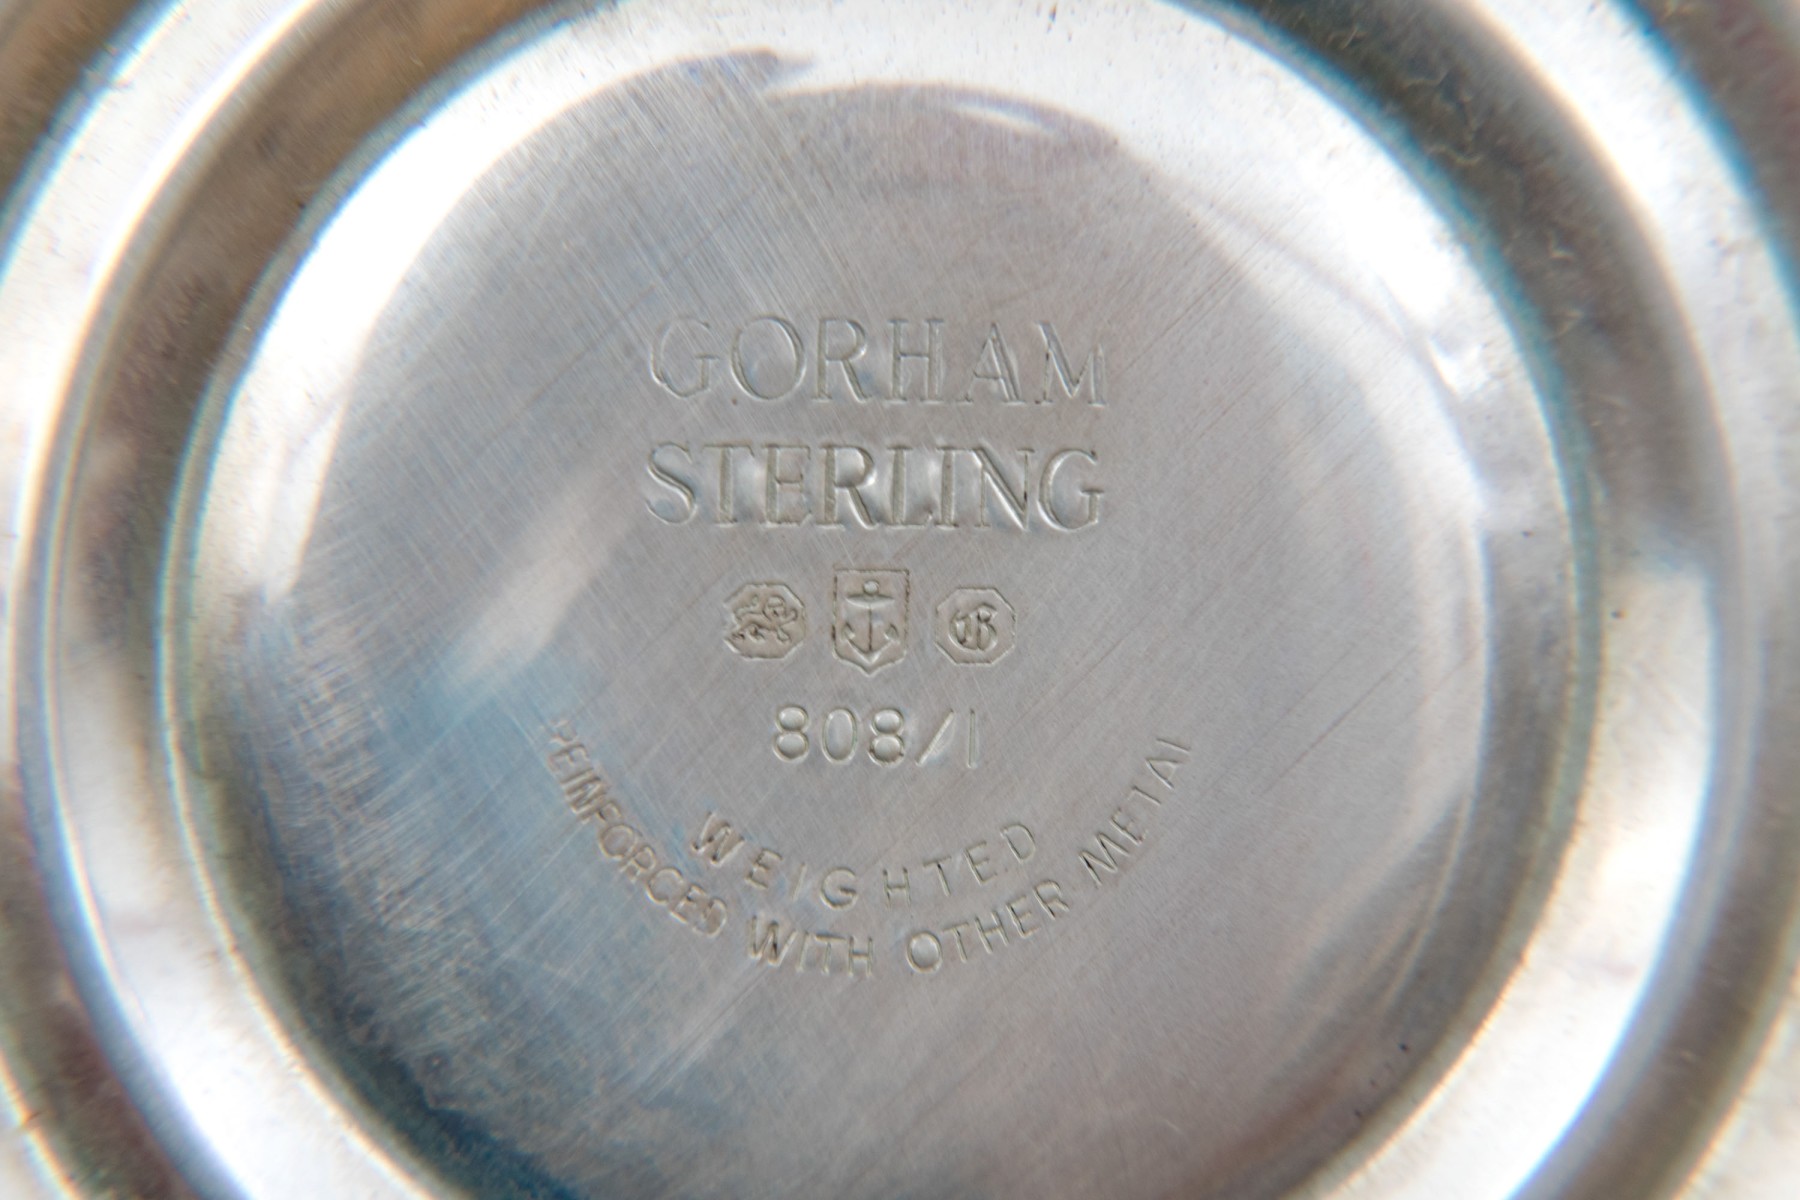 GORHAM
STERLING
G
808/1
WEIGHTED
REINFORCED WITH OTHER METAL